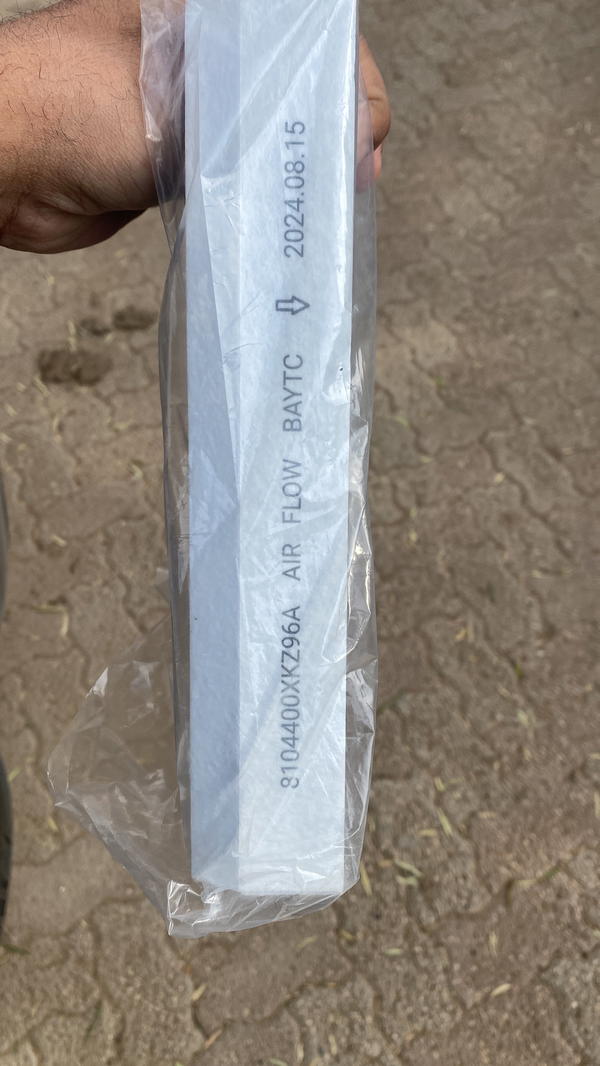 8104400XKZ96A AIR FLOW BAYTC ⇩ 2024.08.15